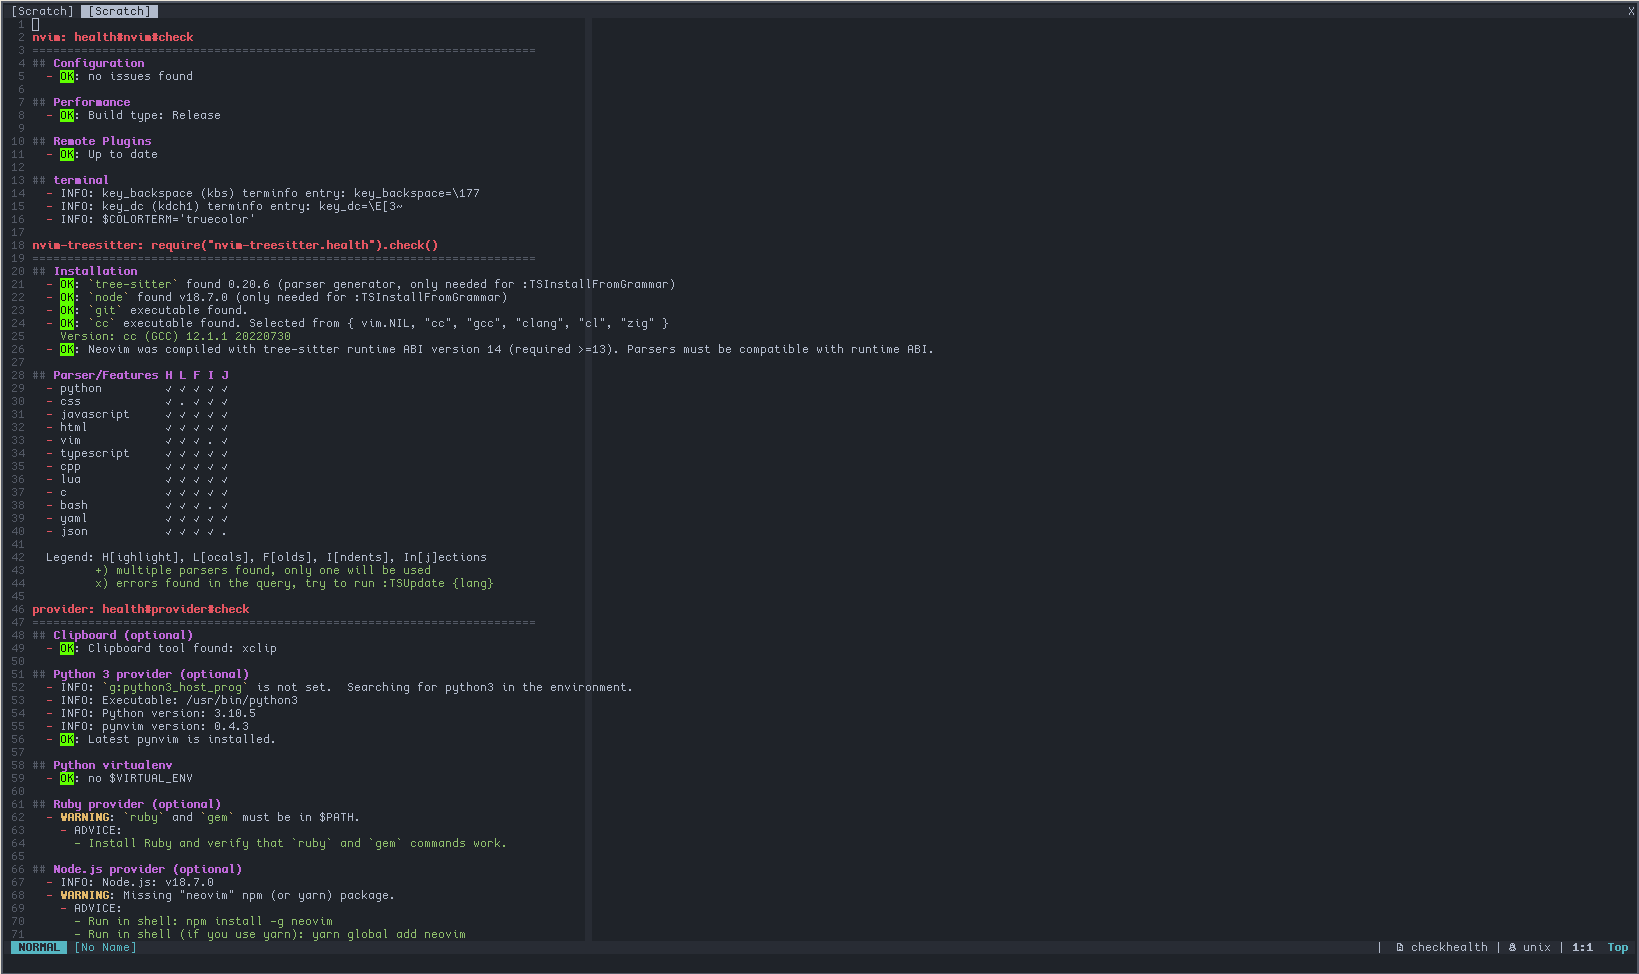 [Scratch] [Scratch] X
1
2 nvim: health#nvim#check
3 ========================================================================
4 ## Configuration
5   - OK: no issues found
6
7 ## Performance
8   - OK: Build type: Release
9
10 ## Remote Plugins
11   - OK: Up to date
12
13 ## terminal
14   - INFO: key_backspace (kbs) terminfo entry: key_backspace=\177
15   - INFO: key_dc (kdch1) terminfo entry: key_dc=\E[3~
16   - INFO: $COLORTERM='truecolor'
17
18 nvim-treesitter: require("nvim-treesitter.health").check()
19 ========================================================================
20 ## Installation
21   - OK: `tree-sitter` found 0.20.6 (parser generator, only needed for :TSInstallFromGrammar)
22   - OK: `node` found v18.7.0 (only needed for :TSInstallFromGrammar)
23   - OK: `git` executable found.
24   - OK: `cc` executable found. Selected from { vim.NIL, "cc", "gcc", "clang", "cl", "zig" }
25     Version: cc (GCC) 12.1.1 20220730
26   - OK: Neovim was compiled with tree-sitter runtime ABI version 14 (required >=13). Parsers must be compatible with runtime ABI.
27
28 ## Parser/Features H L F I J
29   - python         ✓ ✓ ✓ ✓ ✓
30   - css            ✓ . ✓ ✓ ✓
31   - javascript     ✓ ✓ ✓ ✓ ✓
32   - html           ✓ ✓ ✓ ✓ ✓
33   - vim            ✓ ✓ ✓ . ✓
34   - typescript     ✓ ✓ ✓ ✓ ✓
35   - cpp            ✓ ✓ ✓ ✓ ✓
36   - lua            ✓ ✓ ✓ ✓ ✓
37   - c              ✓ ✓ ✓ ✓ ✓
38   - bash           ✓ ✓ ✓ . ✓
39   - yaml           ✓ ✓ ✓ ✓ ✓
40   - json           ✓ ✓ ✓ ✓ .
41
42   Legend: H[ighlight], L[ocals], F[olds], I[ndents], In[j]ections
43          +) multiple parsers found, only one will be used
44          x) errors found in the query, try to run :TSUpdate {lang}
45
46 provider: health#provider#check
47 ========================================================================
48 ## Clipboard (optional)
49   - OK: Clipboard tool found: xclip
50
51 ## Python 3 provider (optional)
52   - INFO: `g:python3_host_prog` is not set.  Searching for python3 in the environment.
53   - INFO: Executable: /usr/bin/python3
54   - INFO: Python version: 3.10.5
55   - INFO: pynvim version: 0.4.3
56   - OK: Latest pynvim is installed.
57
58 ## Python virtualenv
59   - OK: no $VIRTUAL_ENV
60
61 ## Ruby provider (optional)
62   - WARNING: `ruby` and `gem` must be in $PATH.
63     - ADVICE:
64       - Install Ruby and verify that `ruby` and `gem` commands work.
65
66 ## Node.js provider (optional)
67   - INFO: Node.js: v18.7.0
68   - WARNING: Missing "neovim" npm (or yarn) package.
69     - ADVICE:
70       - Run in shell: npm install -g neovim
71       - Run in shell (if you use yarn): yarn global add neovim
NORMAL [No Name] | checkhealth | unix | 1:1 Top